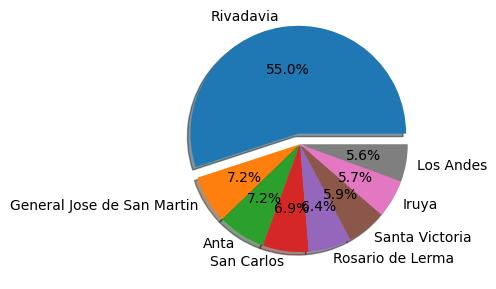 Rivadavia
55.0%
5.6%
Los Andes
7.2%
5.7%
General Jose de San Martin
7.2%
5.9%
Iruya
6.9%
6.4%
Anta
Santa Victoria
San Carlos
Rosario de Lerma